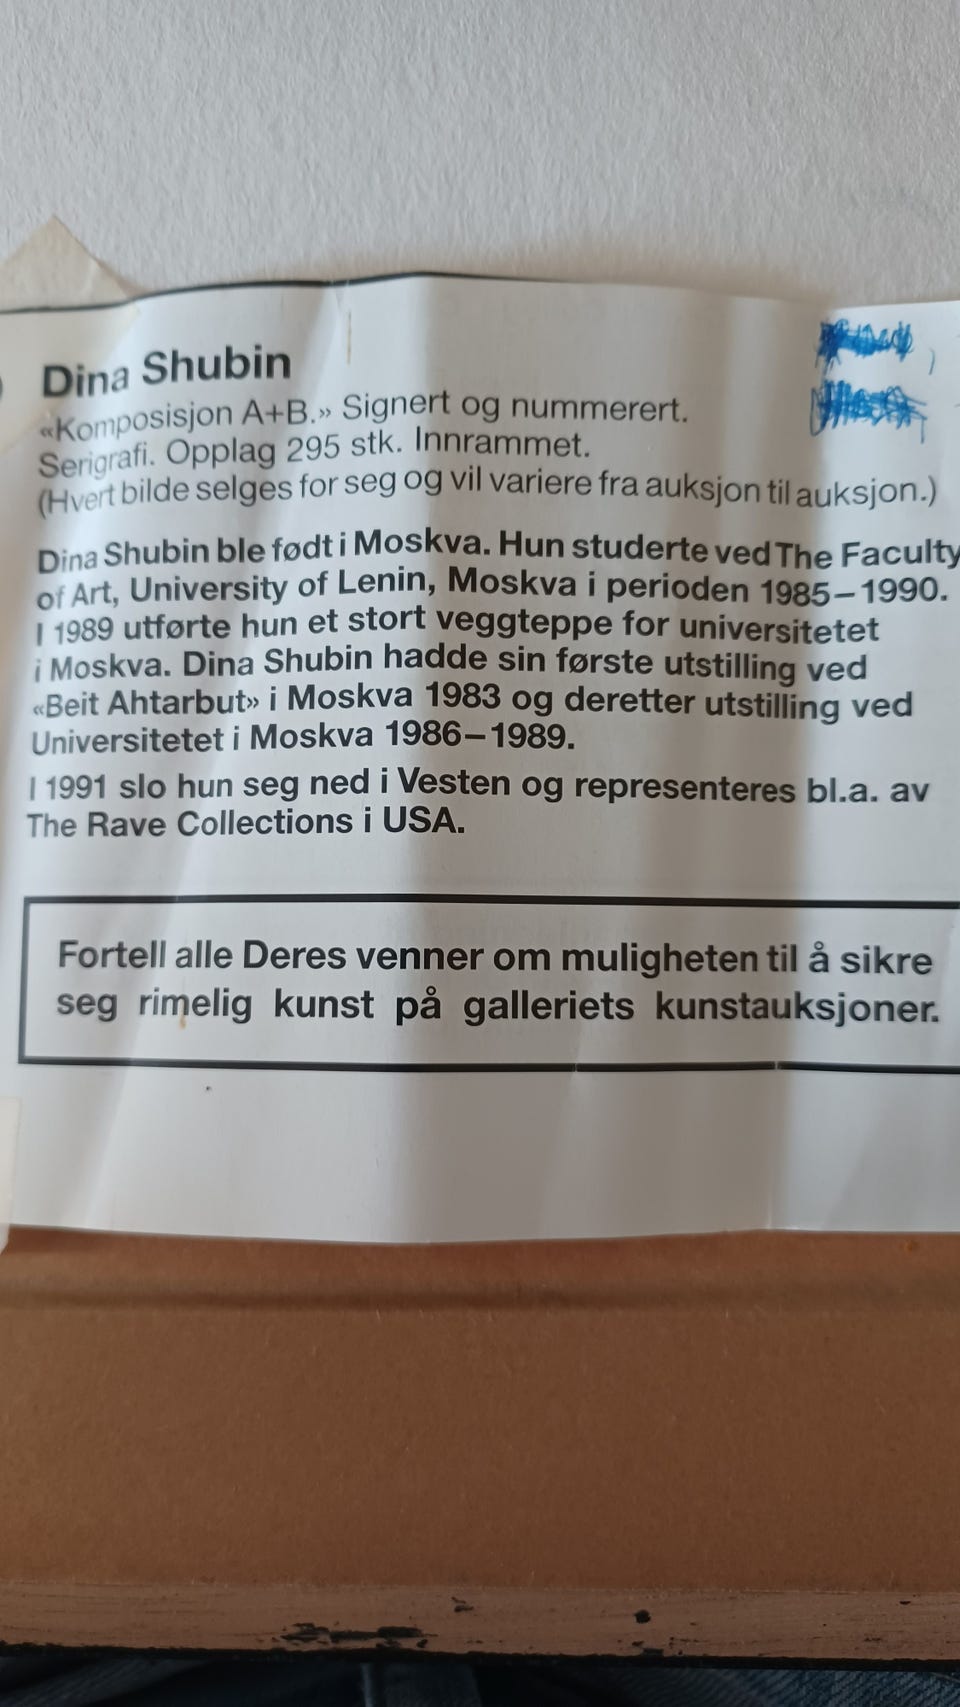 Dina Shubin
«Komposisjon A+B.» Signert og nummerert.
Serigrafi. Opplag 295 stk. Innrammet.
(Hvert bilde selges for seg og vil variere fra auksjon til auksjon.)
Dina Shubin ble født i Moskva. Hun studerte ved The Faculty
of Art, University of Lenin, Moskva i perioden 1985–1990.
I 1989 utførte hun et stort veggteppe for universitetet
i Moskva. Dina Shubin hadde sin første utstilling ved
«Beit Ahtarbut» i Moskva 1983 og deretter utstilling ved
Universitetet i Moskva 1986–1989.
I 1991 slo hun seg ned i Vesten og representeres bl.a. av
The Rave Collections i USA.
Fortell alle Deres venner om muligheten til å sikre
seg rimelig kunst på galleriets kunstauksjoner.